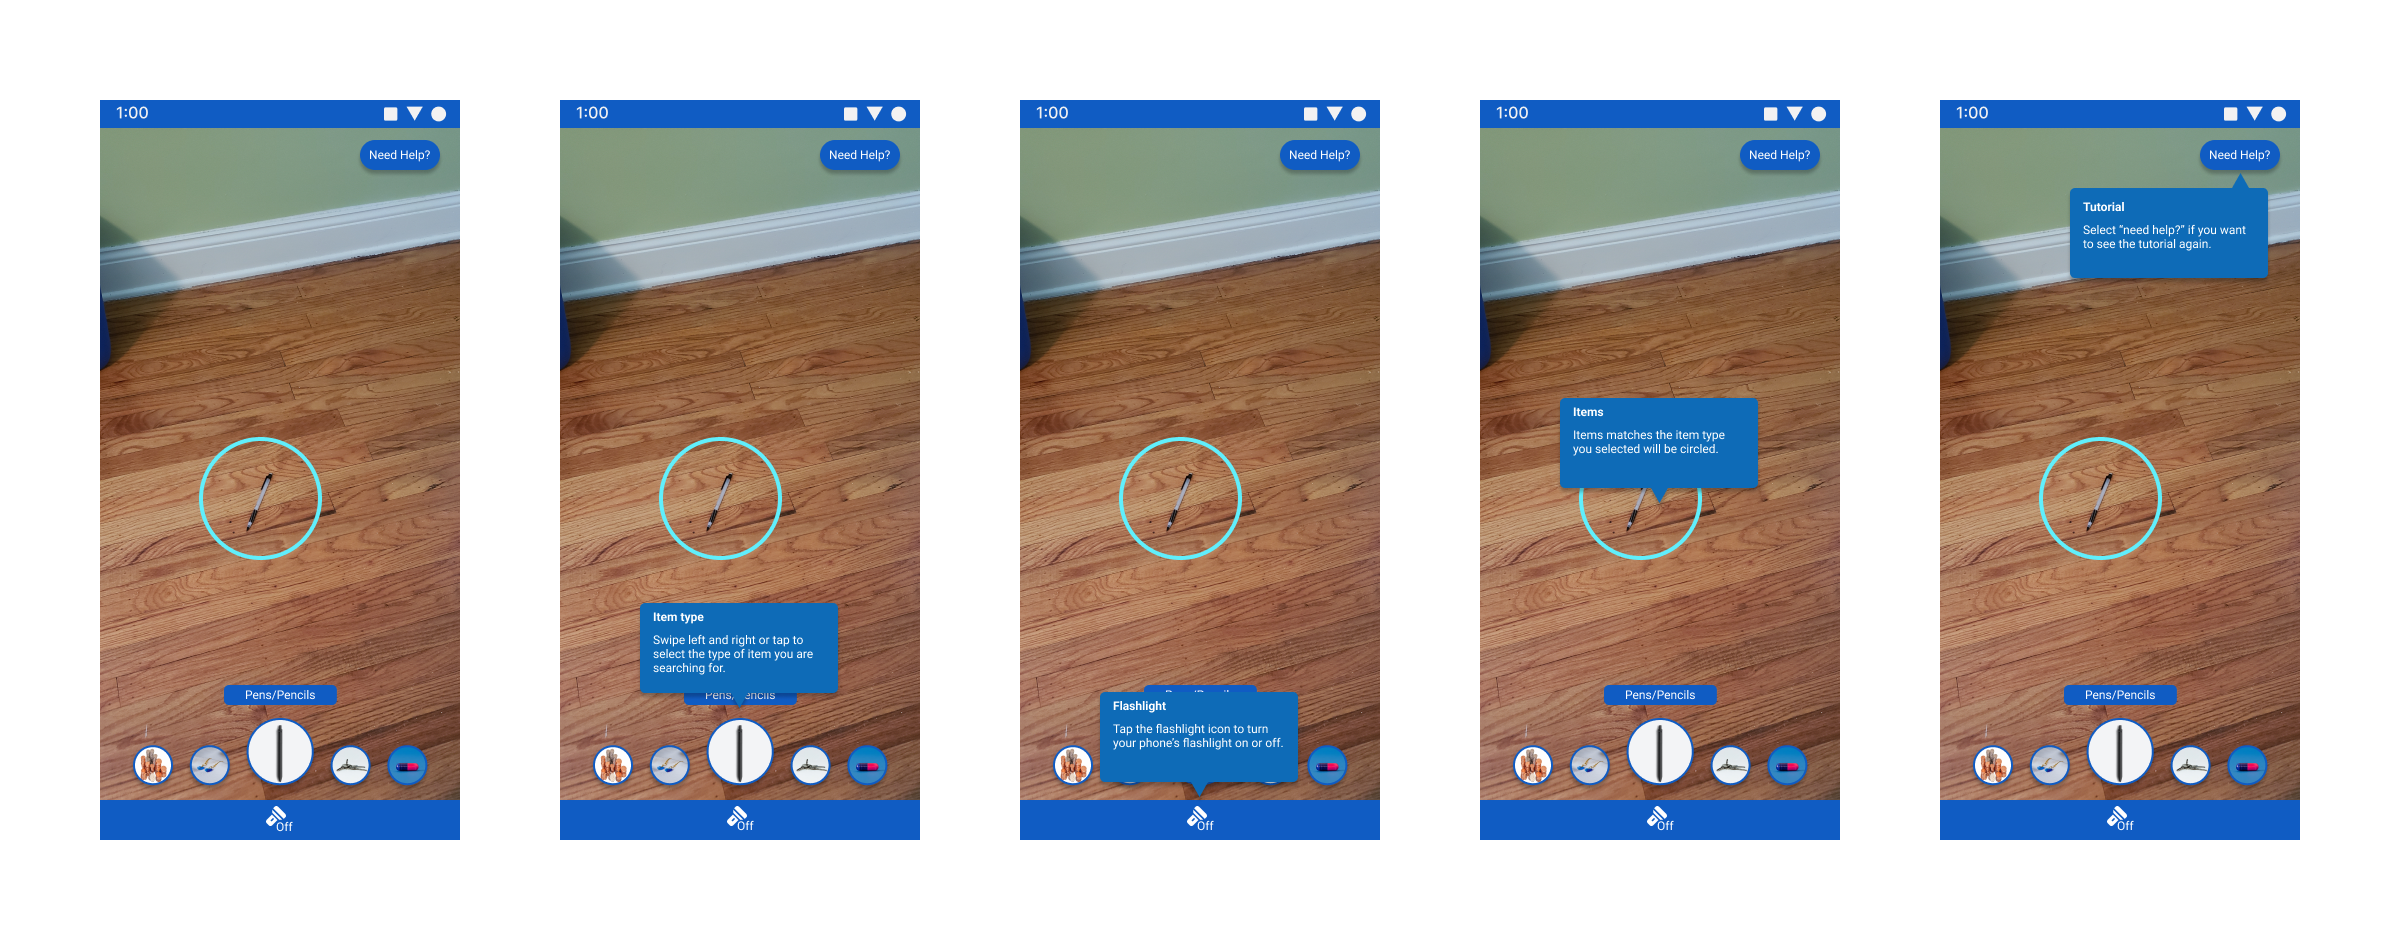 1:00
Need Help?
Pens/Pencils
Off
1:00
Need Help?
Item type
Swipe left and right or tap to
select the type of item you are
searching for.
Pens/ encils
Off
1:00
Need Help?
Flashlight
Tap the flashlight icon to turn
your phone's flashlight on or off.
Off
1:00
Need Help?
Items
Items matches the item type
you selected will be circled.
Pens/Pencils
Off
1:00
Need Help?
Tutorial
Select “need help?” if you want
to see the tutorial again.
Pens/Pencils
Off